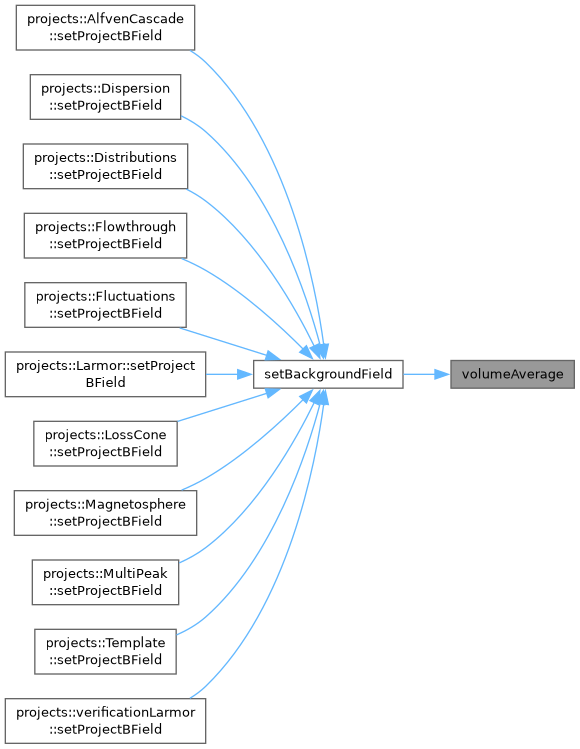 projects::AlfvenCascade
::setProjectBField
projects::Dispersion
::setProjectBField
projects::Distributions
::setProjectBField
projects::Flowthrough
::setProjectBField
projects::Fluctuations
::setProjectBField
projects::Larmor::setProject
BField
projects::LossCone
::setProjectBField
projects::Magnetosphere
::setProjectBField
projects::MultiPeak
::setProjectBField
projects::Template
::setProjectBField
projects::verificationLarmor
::setProjectBField
setBackgroundField
volumeAverage